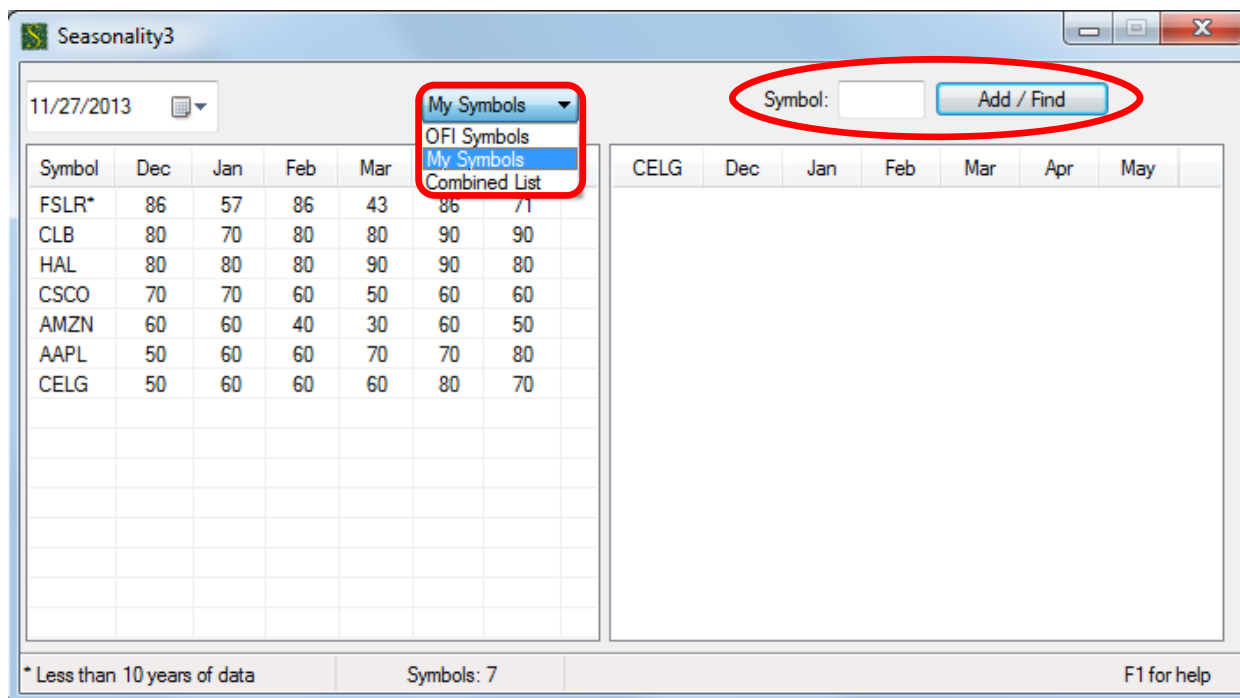 Seasonality3
11/27/2013
My Symbols
OFI Symbols
My Symbols
Combined List
Symbol:
Add / Find
Symbol Dec Jan Feb Mar
FSLR* 86 57 86 43 86 71
CLB 80 70 80 80 90 90
HAL 80 80 80 90 90 80
CSCO 70 70 60 50 60 60
AMZN 60 60 40 30 60 50
AAPL 50 60 60 70 70 80
CELG 50 60 60 60 80 70
CELG Dec Jan Feb Mar Apr May
* Less than 10 years of data
Symbols: 7
F1 for help